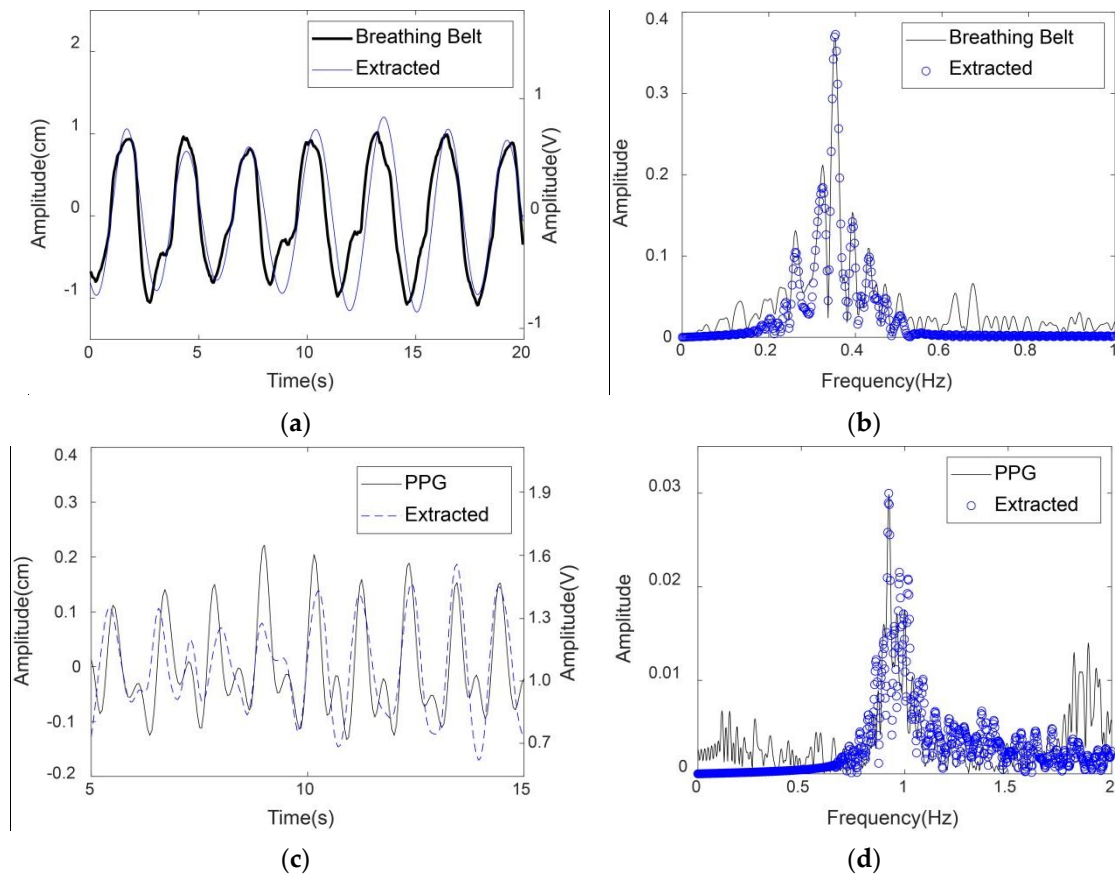 2
1
0
-1
Amplitude(cm)
Breathing Belt
Extracted
1
0
-1
Amplitude(V)
0 5 10 15 20
Time(s)
(a)
0.4
0.3
0.2
0.1
0
Amplitude
Breathing Belt
Extracted
0 0.2 0.4 0.6 0.8 1
Frequency(Hz)
(b)
0.4
0.3
0.2
0.1
0
-0.1
-0.2
Amplitude(cm)
PPG
Extracted
1.9
1.6
1.3
1.0
0.7
Amplitude(V)
5 10 15
Time(s)
(c)
0.03
0.02
0.01
0
Amplitude
PPG
Extracted
0 0.5 1 1.5 2
Frequency(Hz)
(d)